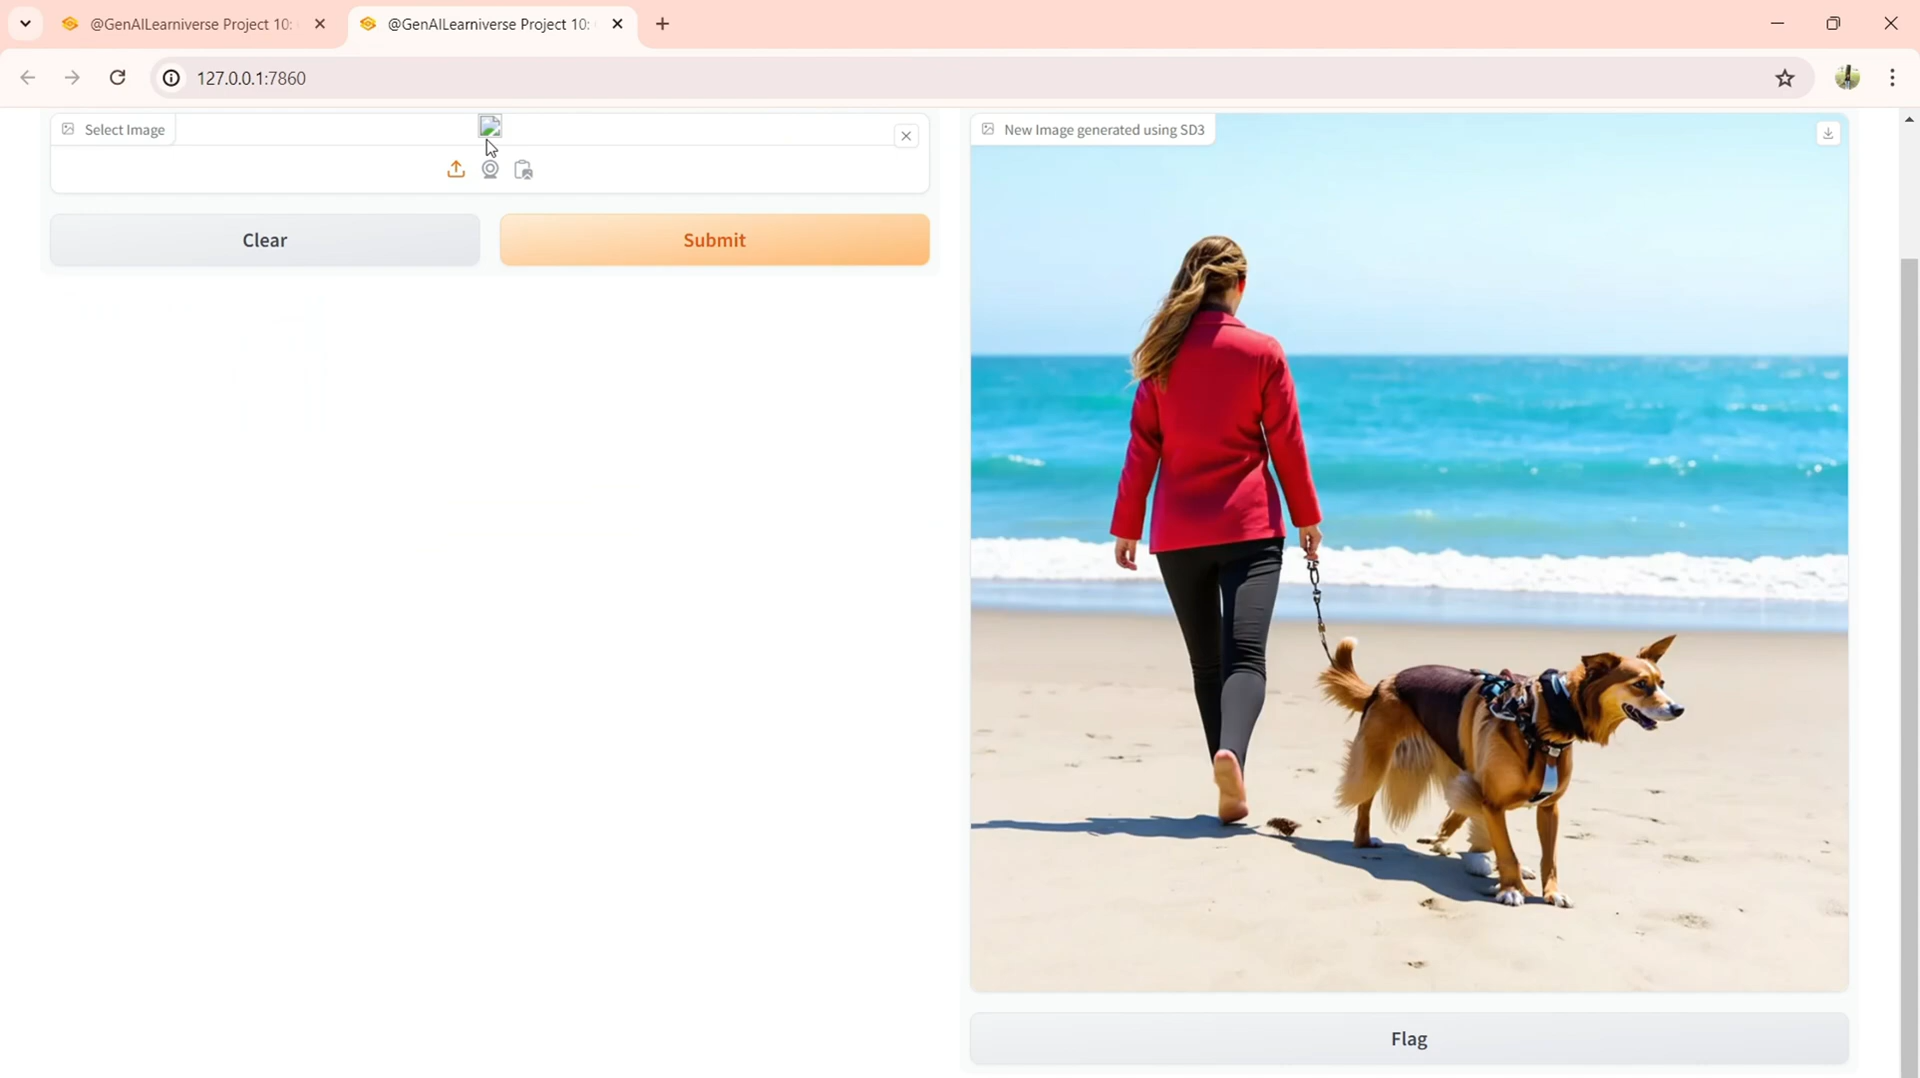 @GenAILearniverse Project 10:
@GenAILearniverse Project 10:
127.0.0.1:7860
Select Image
Clear
Submit
New Image generated using SD3
Flag